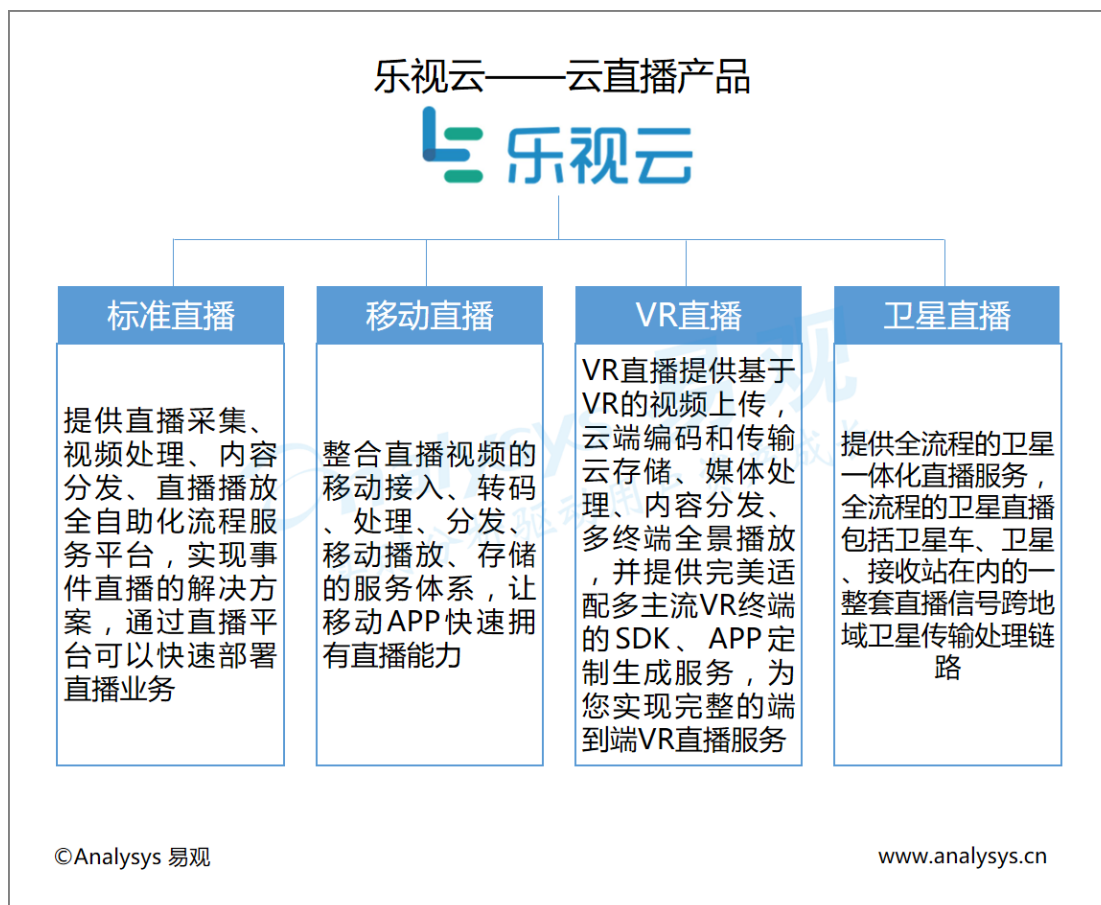 乐视云——云直播产品
乐视云
标准直播
提供直播采集、
视频处理、内容
分发、直播播放
全自助化流程服
务平台，实现事
件直播的解决方
案，通过直播平
台可以快速部署
直播业务
移动直播
整合直播视频的
移动接入、转码
、处理、分发、
移动播放、存储
的服务体系，让
移动APP快速拥
有直播能力
VR直播
VR直播提供基于
VR的视频上传，
云端编码和传输
云存储、媒体处
理、内容分发、
多终端全景播放
，并提供完美适
配多主流VR终端
的SDK、APP定
制生成服务，为
您实现完整的端
到端VR直播服务
卫星直播
提供全流程的卫星
一体化直播服务，
全流程的卫星直播
包括卫星车、卫星
、接收站在内的一
整套直播信号跨地
域卫星传输处理链
路
Analysys 易观
©Analysys 易观
www.analysys.cn